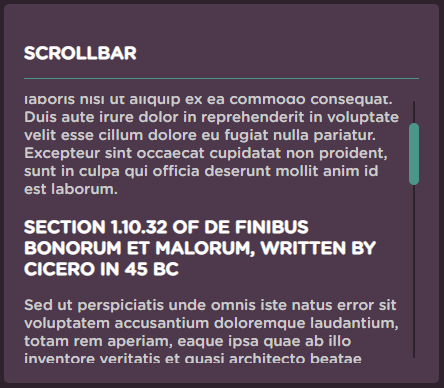 SCROLLBAR
laboris nisi ut aliquip ex ea commodo consequat.
Duis aute irure dolor in reprehenderit in voluptate
velit esse cillum dolore eu fugiat nulla pariatur.
Excepteur sint occaecat cupidatat non proident,
sunt in culpa qui officia deserunt mollit anim id
est laborum.
SECTION 1.10.32 OF DE FINIBUS
BONORUM ET MALORUM, WRITTEN BY
CICERO IN 45 BC
Sed ut perspiciatis unde omnis iste natus error sit
voluptatem accusantium doloremque laudantium,
totam rem aperiam, eaque ipsa quae ab illo
inventore veritatis et quasi architecto beatae